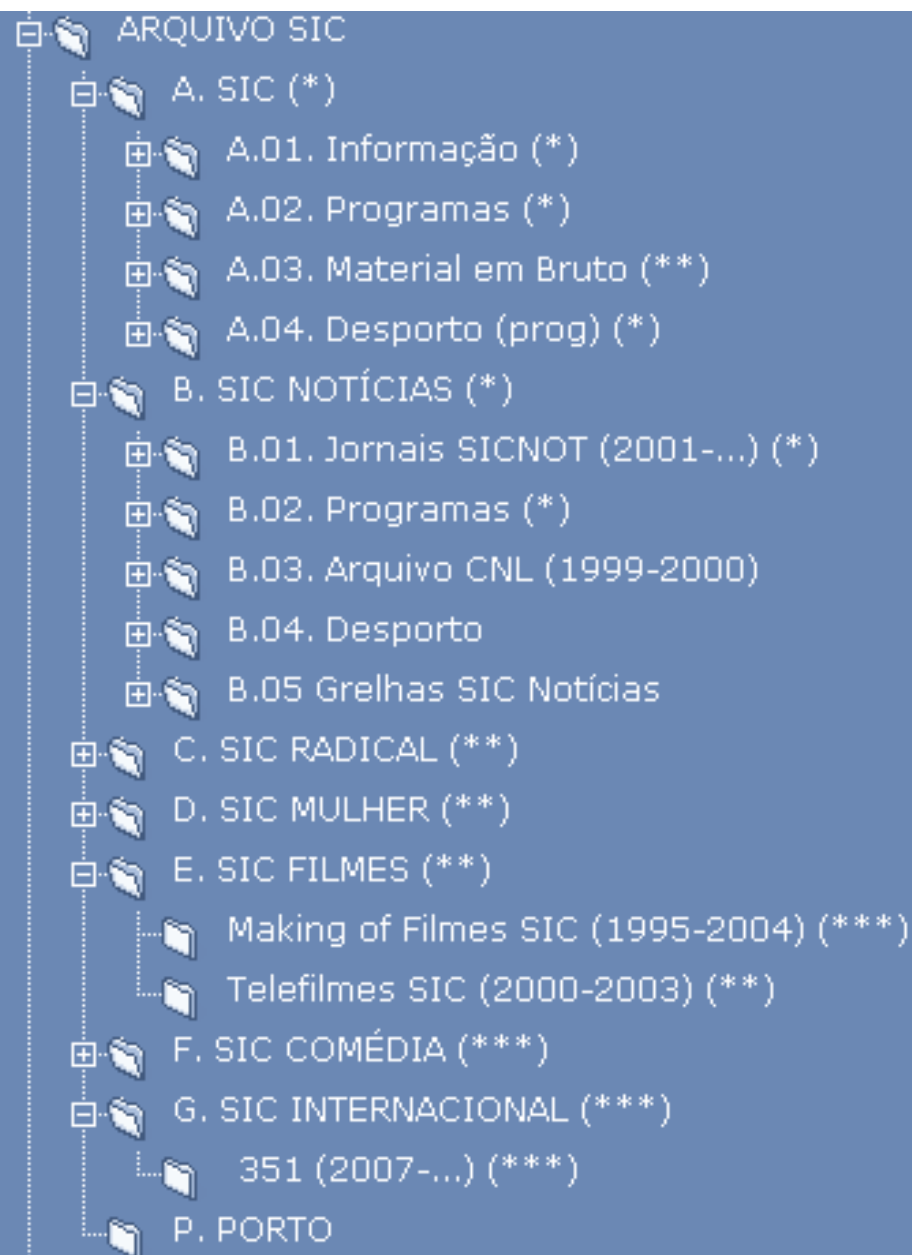 ARQUIVO SIC
A. SIC (*)
A.01. Informação (*)
A.02. Programas (*)
A.03. Material em Bruto (**)
A.04. Desporto (prog) (*)
B. SIC NOTÍCIAS (*)
B.01. Jornais SICNOT (2001-...) (*)
B.02. Programas (*)
B.03. Arquivo CNL (1999-2000)
B.04. Desporto
B.05 Grelhas SIC Notícias
C. SIC RADICAL (**)
D. SIC MULHER (**)
E. SIC FILMES (**)
Making of Filmes SIC (1995-2004) (***)
Telefilmes SIC (2000-2003) (**)
F. SIC COMÉDIA (***)
G. SIC INTERNACIONAL (***)
351 (2007-...) (***)
P. PORTO